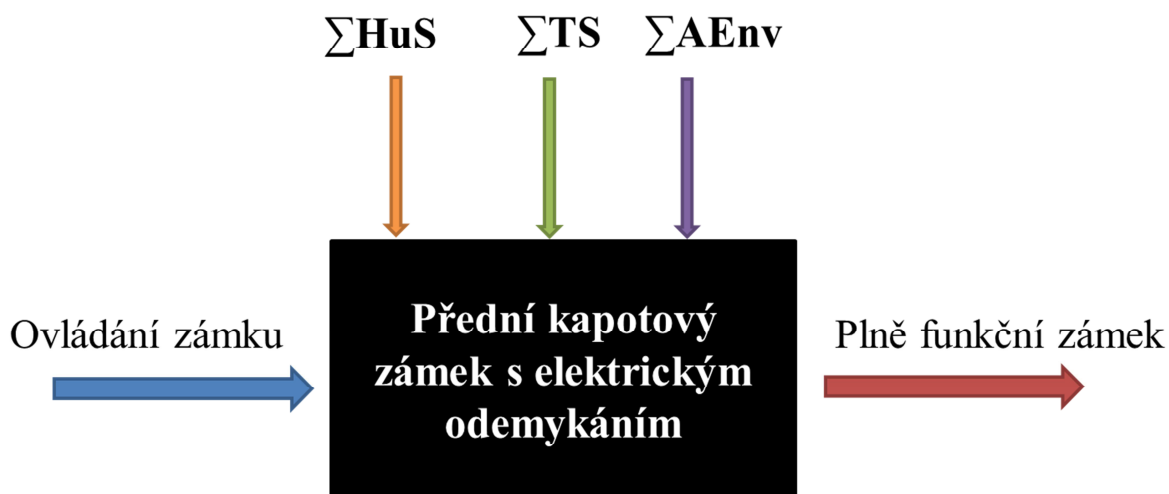 ∑HuS ∑TS ∑AEnv
Ovládání zámku
Přední kapotový
zámek s elektrickým
odemykáním
Plně funkční zámek